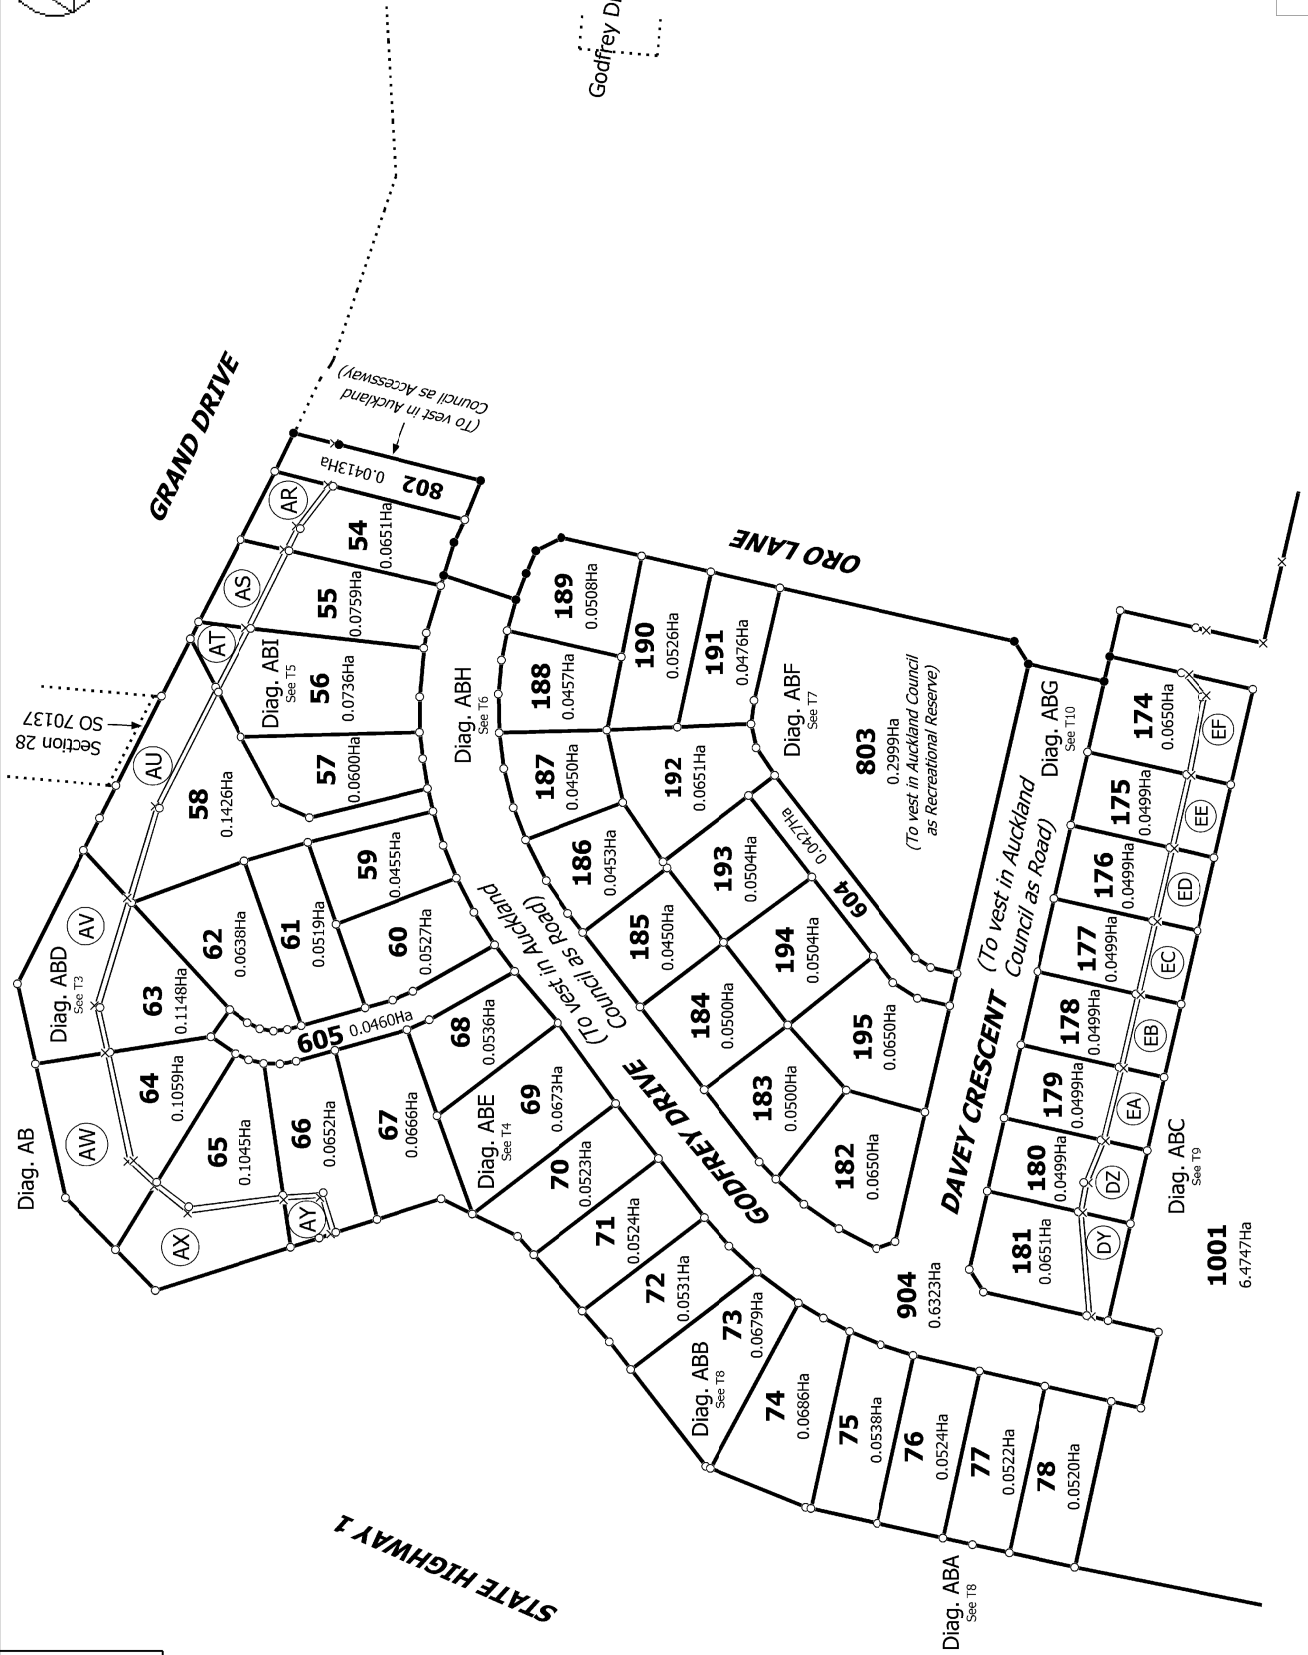 Godfrey Dr
GRAND DRIVE
(To vest in Auckland
Council as Accessway)
802
0.0413Ha
AR
54
0.0651Ha
AS
55
0.0759Ha
AT
Diag. ABI
See T5
56
0.0736Ha
Section 28
SO 70137
AU
57
0.0600Ha
58
0.1426Ha
59
0.0455Ha
60
0.0527Ha
61
0.0519Ha
62
0.0638Ha
AV
Diag. ABD
See T3
63
0.1148Ha
605
0.0460Ha
64
0.1059Ha
AW
Diag. AB
65
0.1045Ha
66
0.0652Ha
67
0.0666Ha
68
0.0536Ha
AX
AY
Diag. ABE
See T4
69
0.0673Ha
70
0.0523Ha
71
0.0524Ha
72
0.0531Ha
73
0.0679Ha
Diag. ABB
See T8
74
0.0686Ha
75
0.0538Ha
76
0.0524Ha
77
0.0522Ha
78
0.0520Ha
Diag. ABA
See T8
STATE HIGHWAY 1
Diag. ABH
See T6
(To vest in Auckland
Council as Road)
GODFREY DRIVE
ORO LANE
189
0.0508Ha
190
0.0526Ha
191
0.0476Ha
188
0.0457Ha
187
0.0450Ha
192
0.0651Ha
186
0.0453Ha
193
0.0504Ha
0.0427Ha
604
185
0.0450Ha
194
0.0504Ha
184
0.0500Ha
195
0.0650Ha
183
0.0500Ha
182
0.0650Ha
Diag. ABF
See T7
803
0.2999Ha
(To vest in Auckland Council
as Recreational Reserve)
904
0.6323Ha
DAVEY CRESCENT
(To vest in Auckland
Council as Road)
Diag. ABG
See T10
174
0.0650Ha
EF
175
0.0499Ha
EE
176
0.0499Ha
ED
177
0.0499Ha
EC
178
0.0499Ha
EB
179
0.0499Ha
EA
180
0.0499Ha
DZ
181
0.0651Ha
DY
Diag. ABC
See T9
1001
6.4747Ha